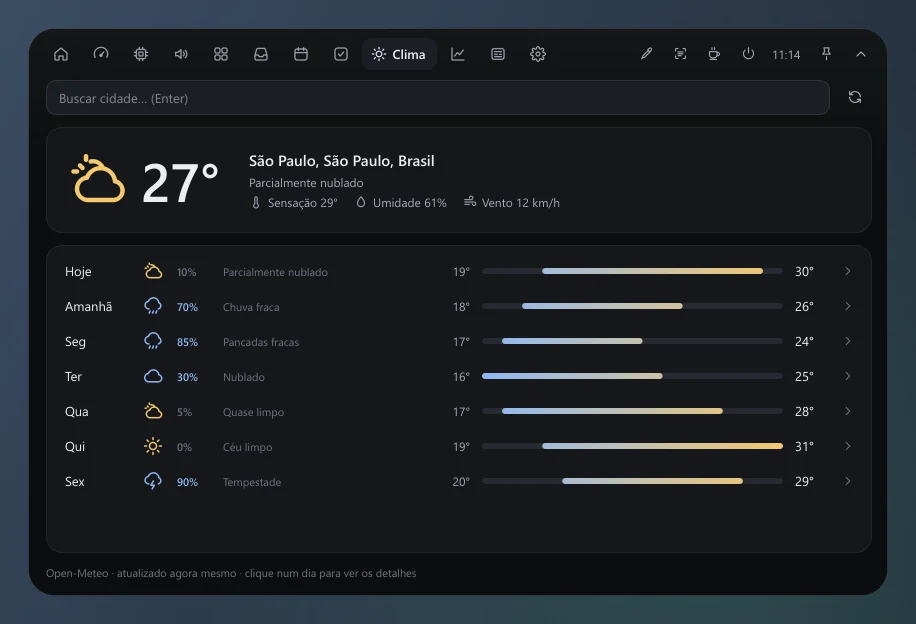 Clima 11:14
Buscar cidade... (Enter)
27°
São Paulo, São Paulo, Brasil
Parcialmente nublado
Sensação 29° Umidade 61% Vento 12 km/h
Hoje 10% Parcialmente nublado 19° 30°
Amanhã 70% Chuva fraca 18° 26°
Seg 85% Pancadas fracas 17° 24°
Ter 30% Nublado 16° 25°
Qua 5% Quase limpo 17° 28°
Qui 0% Céu limpo 19° 31°
Sex 90% Tempestade 20° 29°
Open-Meteo · atualizado agora mesmo · clique num dia para ver os detalhes